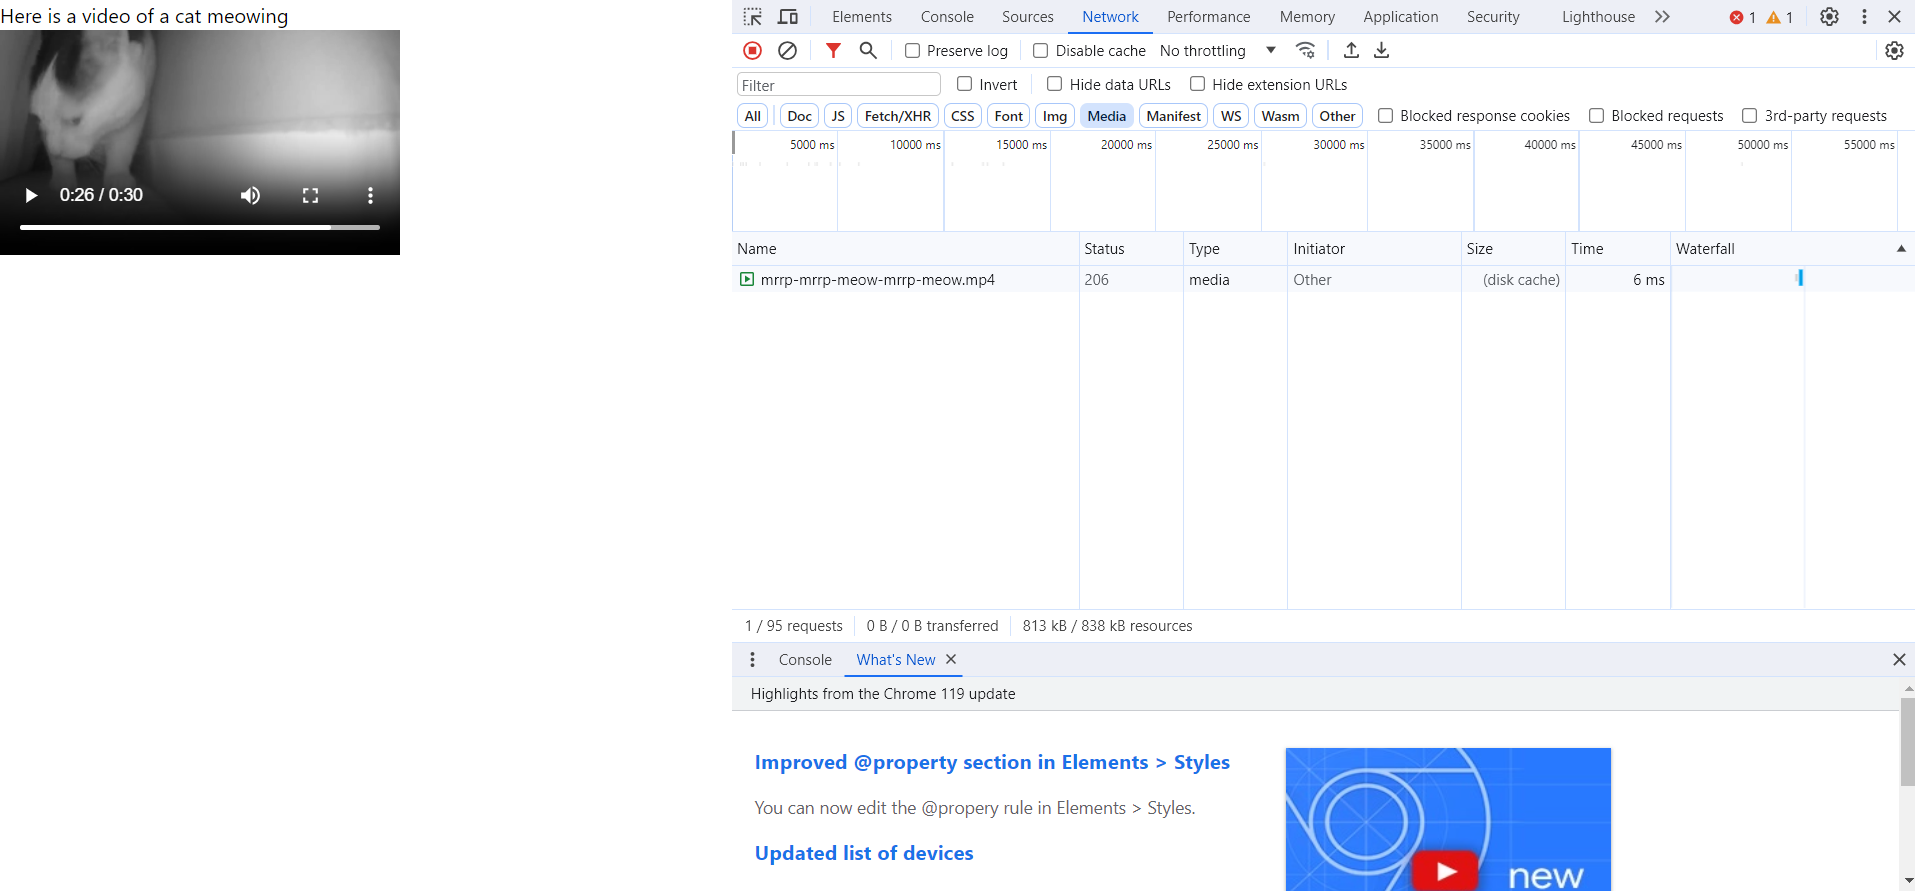 Here is a video of a cat meowing
0:26 / 0:30
Elements Console Sources Network Performance Memory Application Security Lighthouse 1 1
Preserve log Disable cache No throttling
Filter Invert Hide data URLs Hide extension URLs
All Doc JS Fetch/XHR CSS Font Img Media Manifest WS Wasm Other Blocked response cookies Blocked requests 3rd-party requests
5000 ms 10000 ms 15000 ms 20000 ms 25000 ms 30000 ms 35000 ms 40000 ms 45000 ms 50000 ms 55000 ms
Name Status Type Initiator Size Time Waterfall
mrrp-mrrp-meow-mrrp-meow.mp4 206 media Other (disk cache) 6 ms
1 / 95 requests 0 B / 0 B transferred 813 kB / 838 kB resources
Console What's New
Highlights from the Chrome 119 update
Improved @property section in Elements > Styles
You can now edit the @propery rule in Elements > Styles.
Updated list of devices
new